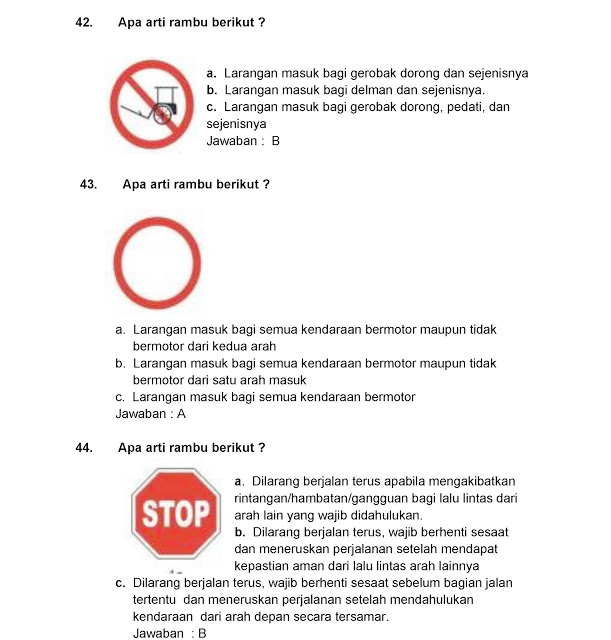 42. Apa arti rambu berikut ?
a. Larangan masuk bagi gerobak dorong dan sejenisnya
b. Larangan masuk bagi delman dan sejenisnya.
c. Larangan masuk bagi gerobak dorong, pedati, dan
sejenisnya
Jawaban : B
43. Apa arti rambu berikut ?
a. Larangan masuk bagi semua kendaraan bermotor maupun tidak
bermotor dari kedua arah
b. Larangan masuk bagi semua kendaraan bermotor maupun tidak
bermotor dari satu arah masuk
c. Larangan masuk bagi semua kendaraan bermotor
Jawaban : A
44. Apa arti rambu berikut ?
STOP
a. Dilarang berjalan terus apabila mengakibatkan
rintangan/hambatan/gangguan bagi lalu lintas dari
arah lain yang wajib didahulukan.
b. Dilarang berjalan terus, wajib berhenti sesaat
dan meneruskan perjalanan setelah mendapat
kepastian aman dari lalu lintas arah lainnya
c. Dilarang berjalan terus, wajib berhenti sesaat sebelum bagian jalan
tertentu dan meneruskan perjalanan setelah mendahulukan
kendaraan dari arah depan secara tersamar.
Jawaban : B